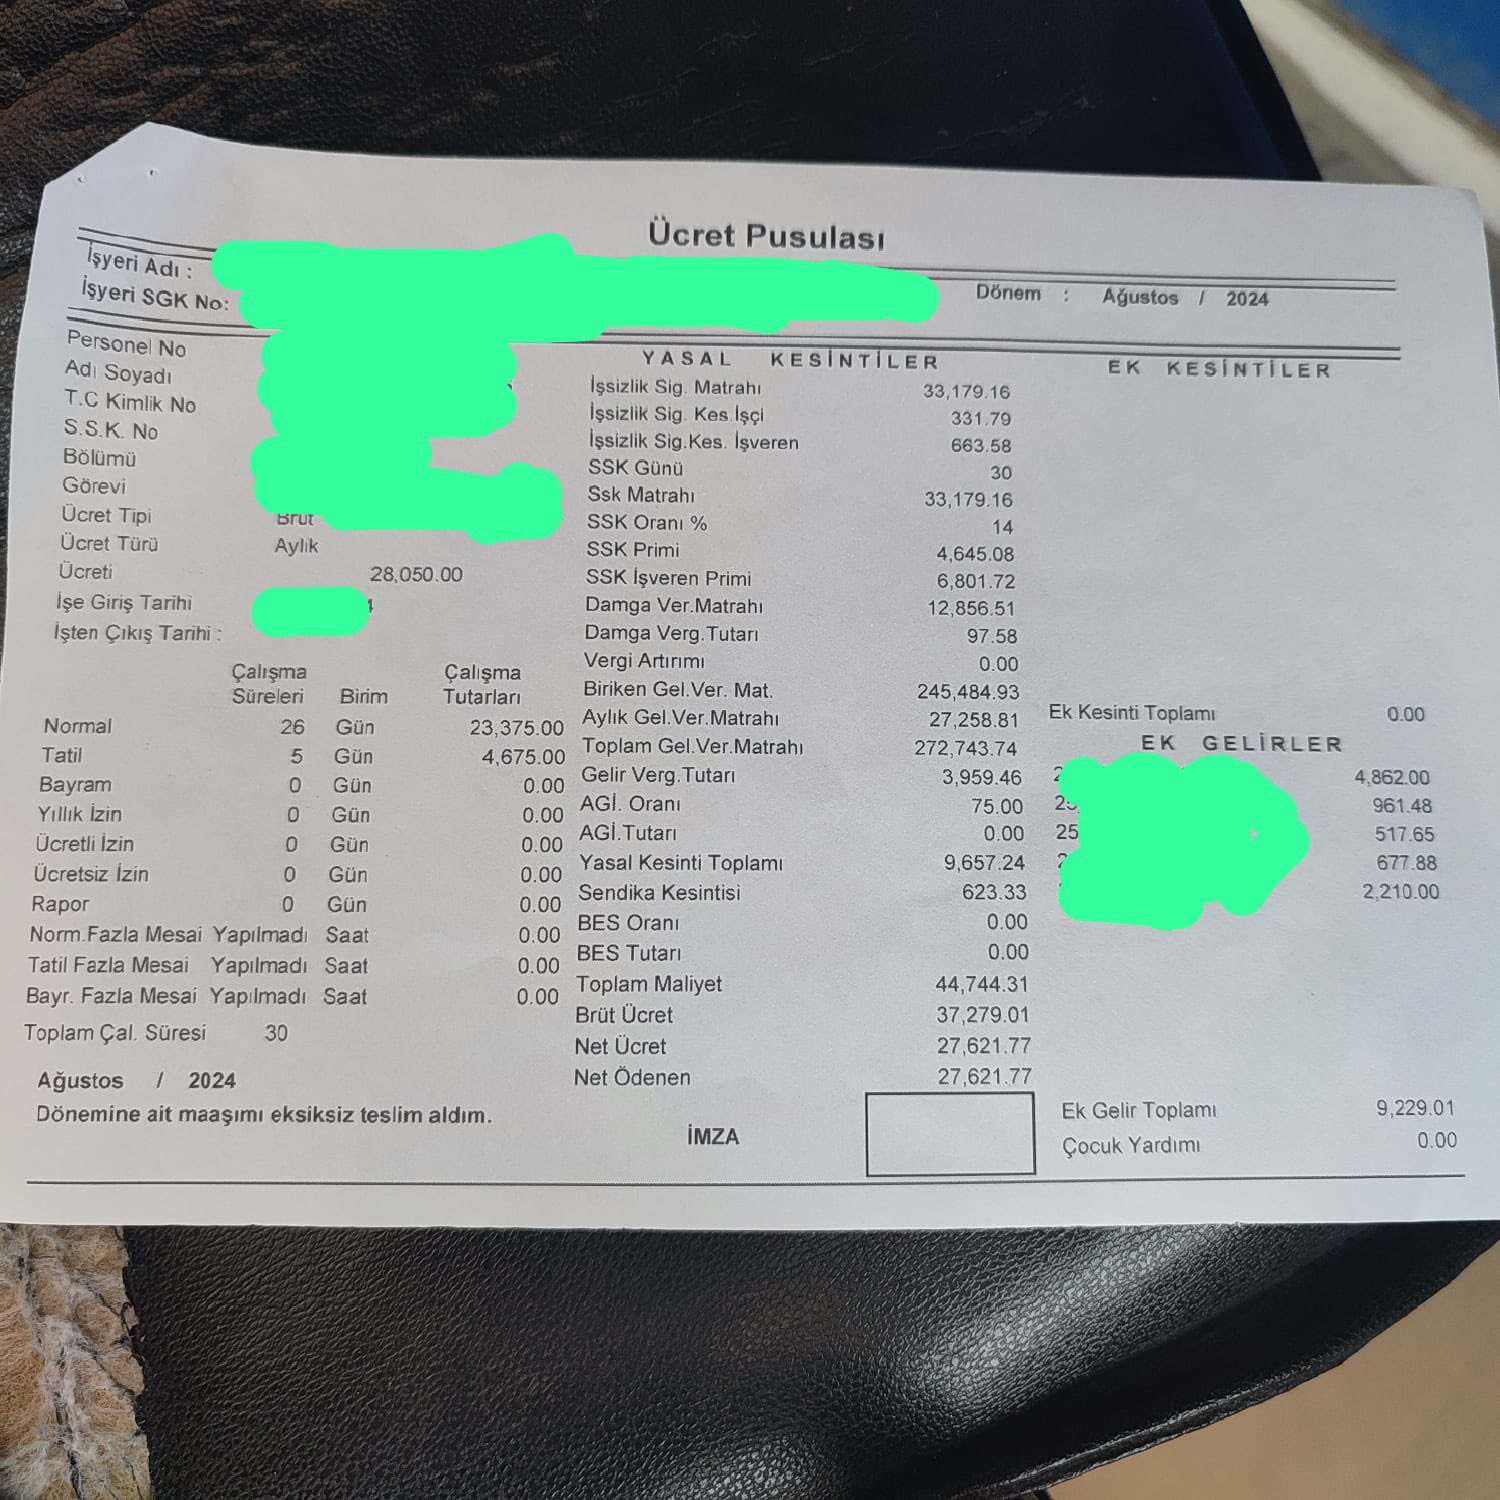 Ücret Pusulası
İşyeri Adı :
İşyeri SGK No:
Dönem : Ağustos / 2024
Personel No
Adı Soyadı
T.C Kimlik No
S.S.K. No
Bölümü
Görevi
Ücret Tipi Brüt
Ücret Türü Aylık
Ücreti 28,050.00
İşe Giriş Tarihi
İşten Çıkış Tarihi :
Çalışma Süreleri Birim Çalışma Tutarları
Normal 26 Gün 23,375.00
Tatil 5 Gün 4,675.00
Bayram 0 Gün 0.00
Yıllık İzin 0 Gün 0.00
Ücretli İzin 0 Gün 0.00
Ücretsiz İzin 0 Gün 0.00
Rapor 0 Gün 0.00
Norm.Fazla Mesai Yapılmadı Saat 0.00
Tatil Fazla Mesai Yapılmadı Saat 0.00
Bayr. Fazla Mesai Yapılmadı Saat 0.00
Toplam Çal. Süresi 30
Ağustos / 2024
Dönemine ait maaşımı eksiksiz teslim aldım.
YASAL KESİNTİLER
İşsizlik Sig. Matrahı 33,179.16
İşsizlik Sig. Kes.İşçi 331.79
İşsizlik Sig.Kes. İşveren 663.58
SSK Günü 30
Ssk Matrahı 33,179.16
SSK Oranı % 14
SSK Primi 4,645.08
SSK İşveren Primi 6,801.72
Damga Ver.Matrahı 12,856.51
Damga Verg.Tutarı 97.58
Vergi Artırımı 0.00
Biriken Gel.Ver. Mat. 245,484.93
Aylık Gel.Ver.Matrahı 27,258.81
Toplam Gel.Ver.Matrahı 272,743.74
Gelir Verg.Tutarı 3,959.46
AGİ. Oranı 75.00
AGİ.Tutarı 0.00
Yasal Kesinti Toplamı 9,657.24
Sendika Kesintisi 623.33
BES Oranı 0.00
BES Tutarı 0.00
Toplam Maliyet 44,744.31
Brüt Ücret 37,279.01
Net Ücret 27,621.77
Net Ödenen 27,621.77
İMZA
EK KESİNTİLER
Ek Kesinti Toplamı 0.00
EK GELİRLER
4,862.00
961.48
25 517.65
677.88
2,210.00
Ek Gelir Toplamı 9,229.01
Çocuk Yardımı 0.00